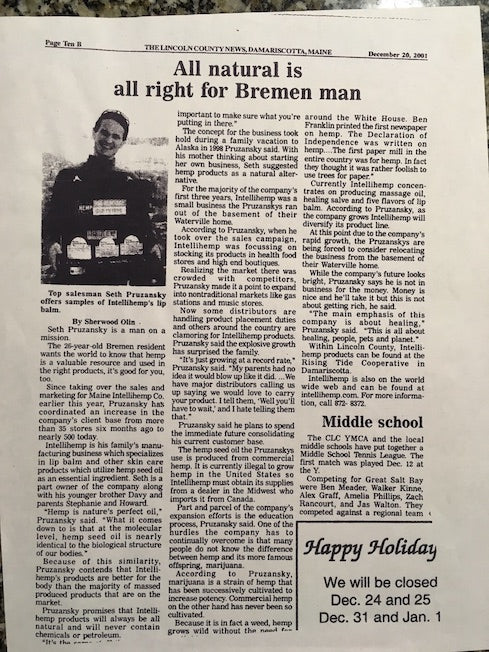 Page Ten B
THE LINCOLN COUNTY NEWS, DAMARISCOTTA, MAINE
December 20, 2001
All natural is
all right for Bremen man
Top salesman Seth Pruzansky
offers samples of Intellihemp's lip
balm.
By Sherwood Olin
Seth Pruzansky is a man on a
mission.
The 26-year-old Bremen resident
wants the world to know that hemp
is a valuable resource and used in
the right products, it's good for you,
too.
Since taking over the sales and
marketing for Maine Intellihemp Co.
earlier this year, Pruzansky has
coordinated an increase in the
company's client base from more
than 35 stores six months ago to
nearly 500 today.
Intellihemp is his family's manu-
facturing business which specializes
in lip balm and other skin care
products which utilize hemp seed oil
as an essential ingredient. Seth is a
part owner of the company along
with his younger brother Davy and
parents Stephanie and Howard.
"Hemp is nature's perfect oil,"
Pruzansky said. "What it comes
down to is that at the molecular
level, hemp seed oil is nearly
identical to the biological structure
of our bodies."
Because of this similarity,
Pruzansky contends that Intelli-
hemp's products are better for the
body than the majority of massed
produced products that are on the
market.
Pruzansky promises that Intelli-
hemp products will always be all
natural and will never contain
chemicals or petroleum.
important to make sure what you're
putting in there."
The concept for the business took
hold during a family vacation to
Alaska in 1998 Pruzansky said. With
his mother thinking about starting
her own business, Seth suggested
hemp products as a natural alter-
native.
For the majority of the company's
first three years, Intellihemp was a
small business the Pruzanskys ran
out of the basement of their
Waterville home.
According to Pruzansky, when he
took over the sales campaign,
Intellihemp was focussing on
stocking its products in health food
stores and high end boutiques.
Realizing the market there was
crowded with competitors,
Pruzansky made it a point to expand
into nontraditional markets like gas
stations and music stores.
Now some distributors are
handling product placement duties
and others around the country are
clamoring for Intellihemp products.
Pruzansky said the explosive growth
has surprised the family.
"It's just growing at a record rate,"
Pruzansky said. "My parents had no
idea it would blow up like it did. ...We
have major distributors calling us
up saying we would love to carry
your product. I tell them, 'Well you'll
have to wait,' and I hate telling them
that."
Pruzansky said he plans to spend
the immediate future consolidating
his current customer base.
The hemp seed oil the Pruzanskys
use is produced from commercial
hemp. It is currently illegal to grow
hemp in the United States so
Intellihemp must obtain its supplies
from a dealer in the Midwest who
imports it from Canada.
Part and parcel of the company's
expansion efforts is the education
process, Pruzansky said. One of the
hurdles the company has to
continually overcome is that many
people do not know the difference
between hemp and its more famous
offspring, marijuana.
According to Pruzansky,
marijuana is a strain of hemp that
has been successively cultivated to
increase potency. Commercial hemp
on the other hand has never been so
cultivated.
Because it is in fact a weed, hemp
grows wild without the need for
around the White House. Ben
Franklin printed the first newspaper
on hemp. The Declaration of
Independence was written on
hemp....The first paper mill in the
entire country was for hemp. In fact
they thought it was rather foolish to
use trees for paper."
Currently Intellihemp concen-
trates on producing massage oil,
healing salve and five flavors of lip
balm. According to Pruzansky, as
the company grows Intellihemp will
diversify its product line.
At this point due to the company's
rapid growth, the Pruzanskys are
being forced to consider relocating
the business from the basement of
their Waterville home.
While the company's future looks
bright, Pruzansky says he is not in
business for the money. Money is
nice and he'll take it but this is not
about getting rich, he said.
"The main emphasis of this
company is about healing,"
Pruzansky said. "This is all about
healing, people, pets and planet."
Within Lincoln County, Intelli-
hemp products can be found at the
Rising Tide Cooperative in
Damariscotta.
Intellihemp is also on the world
wide web and can be found at
intellihemp.com. For more informa-
tion, call 872- 8372.
Middle school
The CLC YMCA and the local
middle schools have put together a
Middle School Tennis League. The
first match was played Dec. 12 at
the Y.
Competing for Great Salt Bay
were Ben Meader, Walker Kinne,
Alex Graff, Amelia Phillips, Zach
Rancourt, and Jas Walton. They
competed against a regional team
Happy Holiday
We will be closed
Dec. 24 and 25
Dec. 31 and Jan. 1